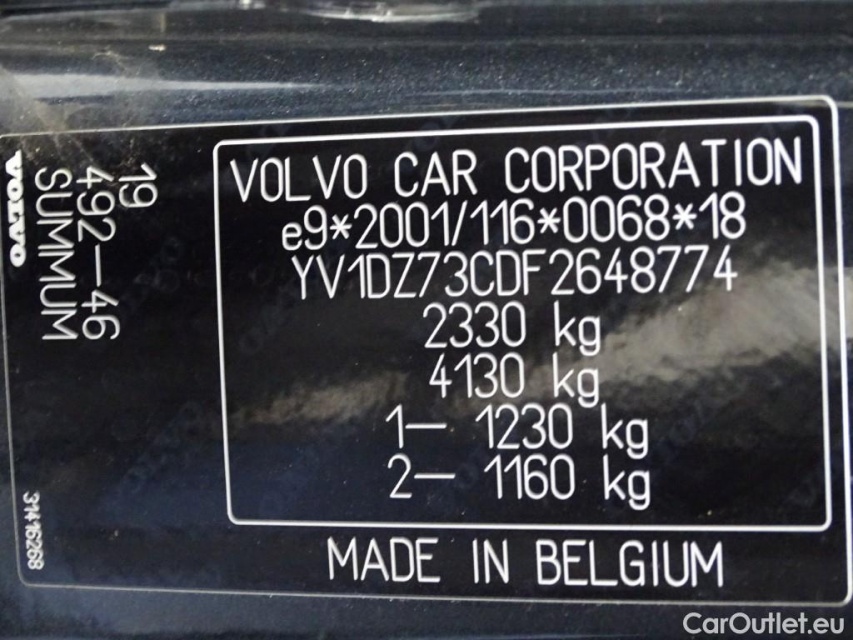 VOLVO CAR CORPORATION
e9*2001/116*0068*18
YV1DZ73CDF2648774
2330 kg
4130 kg
1– 1230 kg
2– 1160 kg
MADE IN BELGIUM
19
492–46
SUMMUM
VOLVO
31416268
CarOutlet.eu